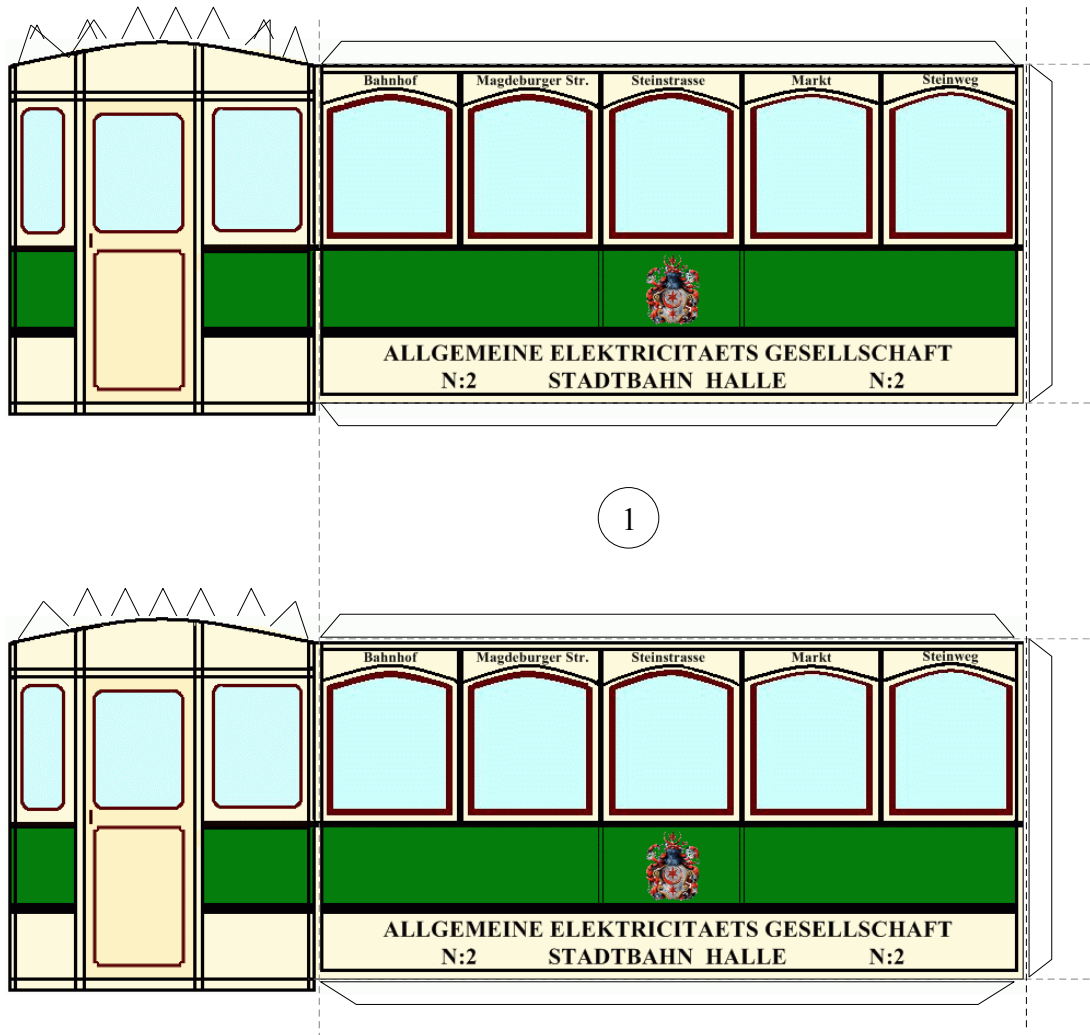 Bahnhof Magdeburger Str. Steinstrasse Markt Steinweg
ALLGEMEINE ELEKTRICITAETS GESELLSCHAFT
N:2 STADTBAHN HALLE N:2
1
Bahnhof Magdeburger Str. Steinstrasse Markt Steinweg
ALLGEMEINE ELEKTRICITAETS GESELLSCHAFT
N:2 STADTBAHN HALLE N:2